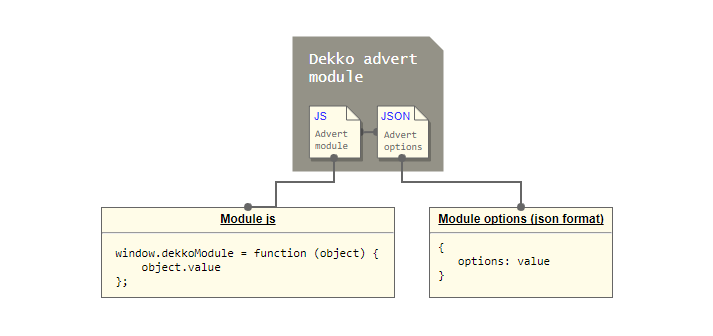 Dekko advert
module
JS
Advert
module
JSON
Advert
options
Module js
window.dekkoModule = function (object) {
    object.value
};
Module options (json format)
{
   options: value
}